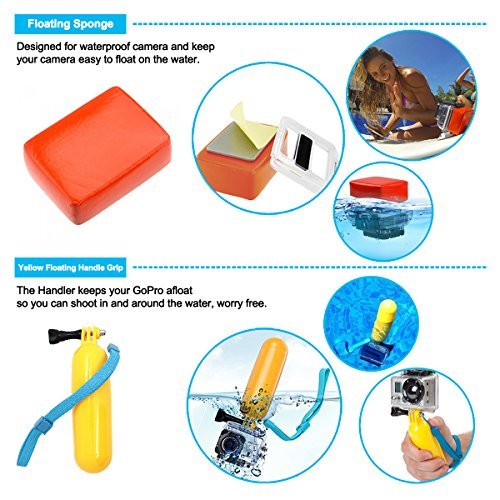 Floating Sponge
Designed for waterproof camera and keep
your camera easy to float on the water.
Yellow Floating Handle Grip
The Handler keeps your GoPro afloat
so you can shoot in and around the water, worry free.